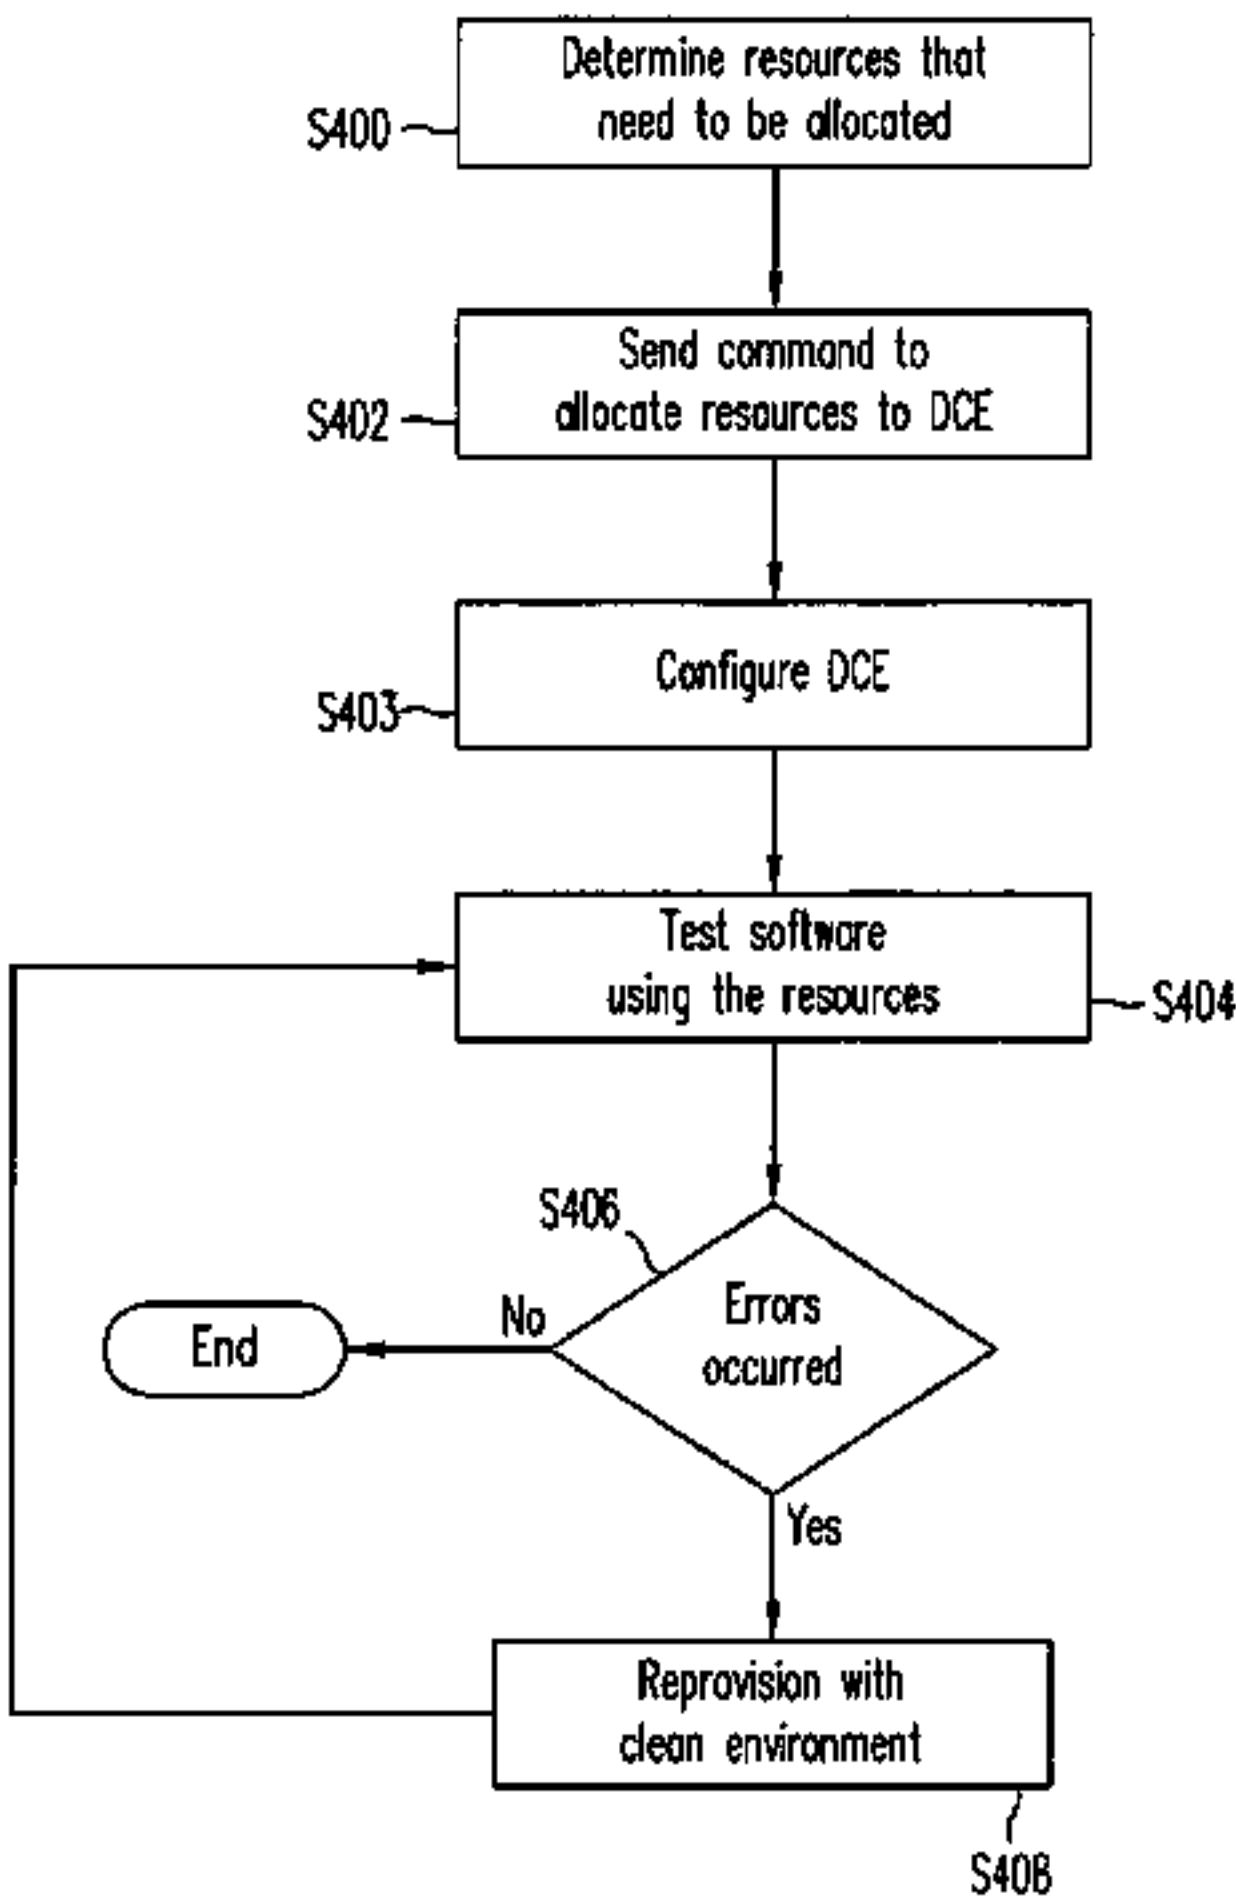 Determine resources that
need to be allocated
S400
Send command to
allocate resources to DCE
S402
Configure DCE
S403
Test software
using the resources
S404
S406
Errors
occurred
No
End
Yes
Reprovision with
clean environment
S408